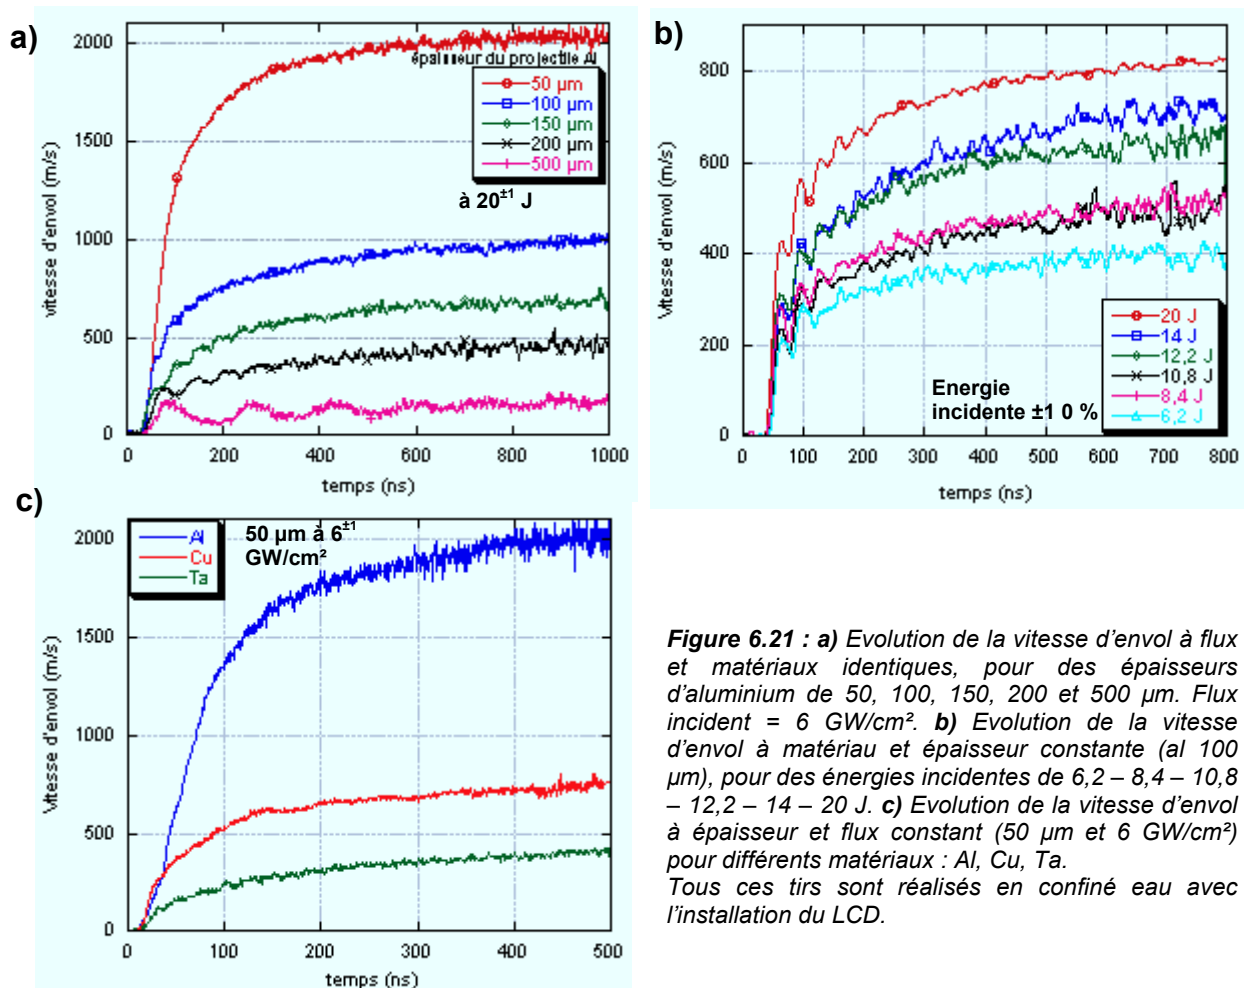 a)
2000
1500
1000
500
0
vitesse d'envol (m/s)
épaisseur du projectile Al
50 µm
100 µm
150 µm
200 µm
500 µm
à 20±1 J
0
200
400
600
800
1000
temps (ns)
b)
800
600
400
200
0
vitesse d'envol (m/s)
20 J
14 J
12,2 J
10,8 J
8,4 J
6,2 J
Energie
incidente ±1 0 %
0
100
200
300
400
500
600
700
800
temps (ns)
c)
2000
1500
1000
500
0
Vitesse d'envol (m/s)
Al
Cu
Ta
50 µm à 6±1
GW/cm²
0
100
200
300
400
500
temps (ns)
Figure 6.21 : a) Evolution de la vitesse d'envol à flux
et matériaux identiques, pour des épaisseurs
d'aluminium de 50, 100, 150, 200 et 500 µm. Flux
incident = 6 GW/cm². b) Evolution de la vitesse
d'envol à matériau et épaisseur constante (al 100
µm), pour des énergies incidentes de 6,2 – 8,4 – 10,8
– 12,2 – 14 – 20 J. c) Evolution de la vitesse d'envol
à épaisseur et flux constant (50 µm et 6 GW/cm²)
pour différents matériaux : Al, Cu, Ta.
Tous ces tirs sont réalisés en confiné eau avec
l'installation du LCD.